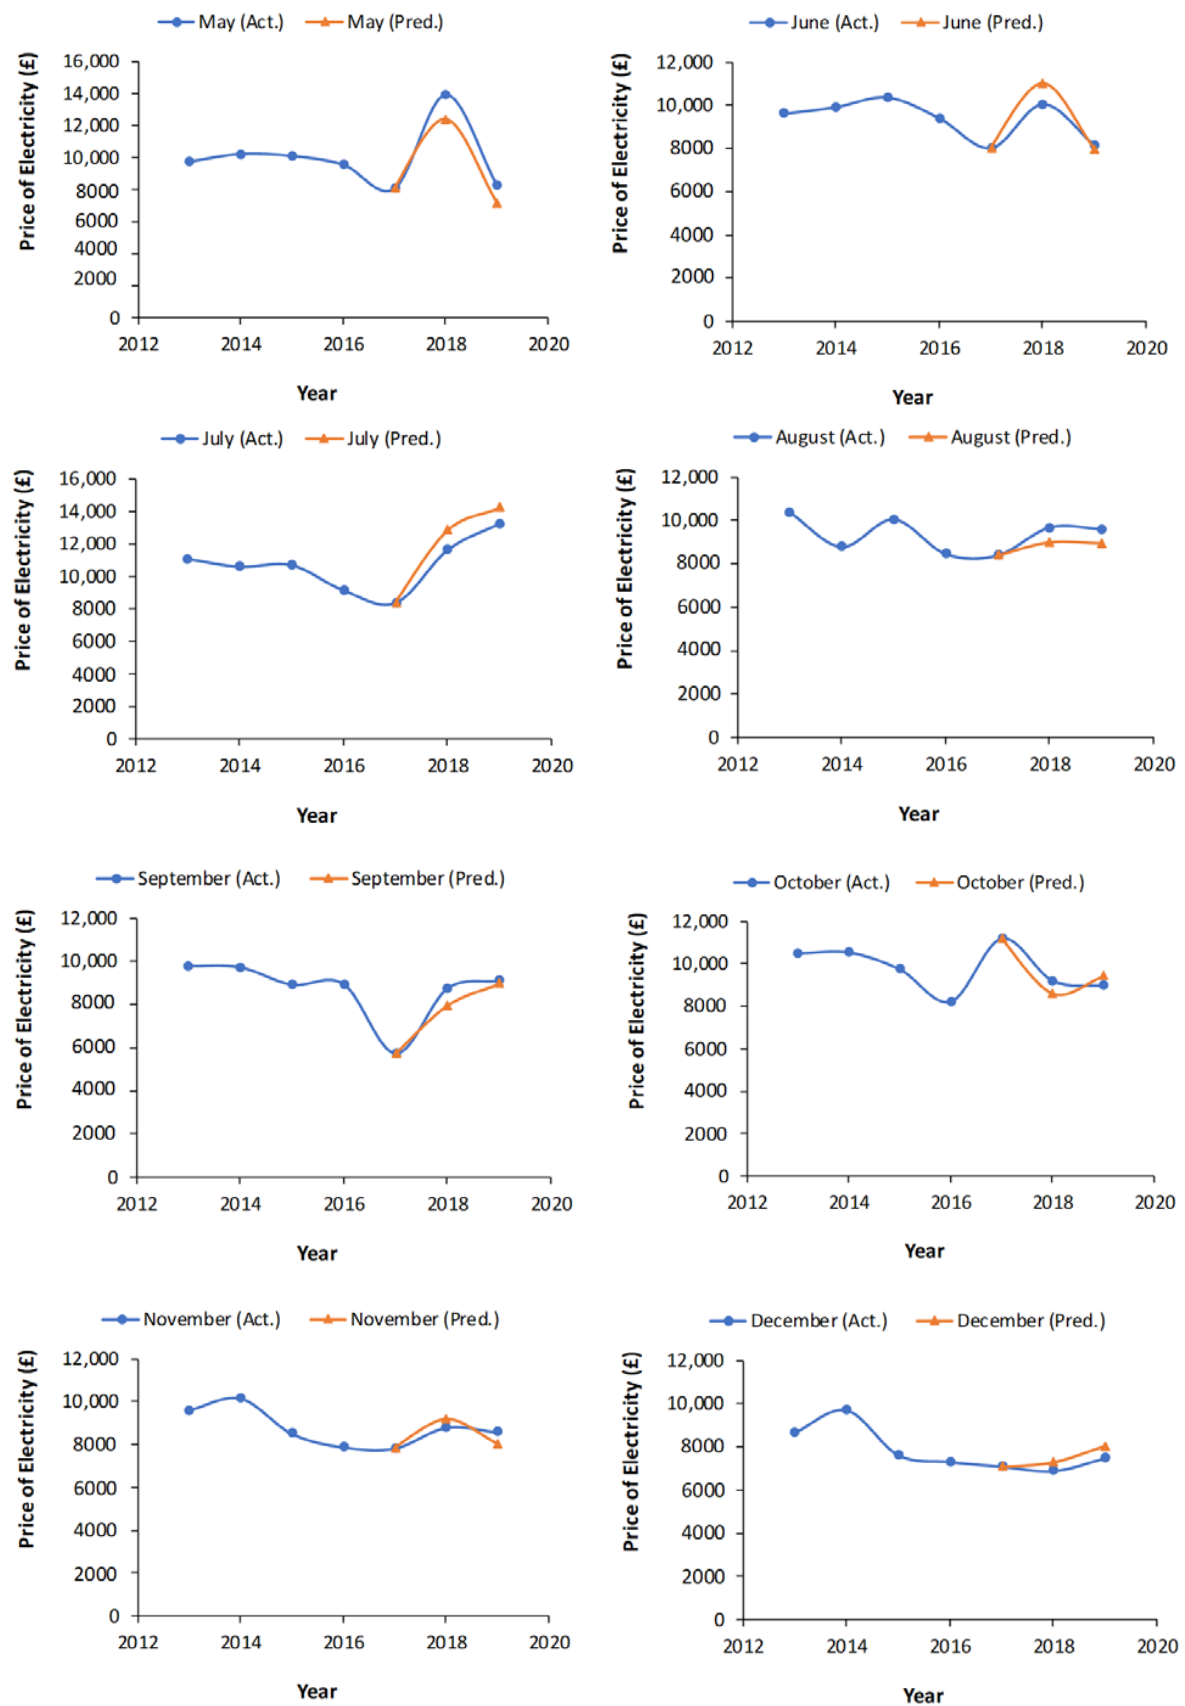 May (Act.) May (Pred.)
Price of Electricity (£)
16,000
14,000
12,000
10,000
8000
6000
4000
2000
0
2012 2014 2016 2018 2020
Year
June (Act.) June (Pred.)
Price of Electricity (£)
12,000
10,000
8000
6000
4000
2000
0
2012 2014 2016 2018 2020
Year
July (Act.) July (Pred.)
Price of Electricity (£)
16,000
14,000
12,000
10,000
8000
6000
4000
2000
0
2012 2014 2016 2018 2020
Year
August (Act.) August (Pred.)
Price of Electricity (£)
12,000
10,000
8000
6000
4000
2000
0
2012 2014 2016 2018 2020
Year
September (Act.) September (Pred.)
Price of Electricity (£)
12,000
10,000
8000
6000
4000
2000
0
2012 2014 2016 2018 2020
Year
October (Act.) October (Pred.)
Price of Electricity (£)
12,000
10,000
8000
6000
4000
2000
0
2012 2014 2016 2018 2020
Year
November (Act.) November (Pred.)
Price of Electricity (£)
12,000
10,000
8000
6000
4000
2000
0
2012 2014 2016 2018 2020
Year
December (Act.) December (Pred.)
Price of Electricity (£)
12,000
10,000
8000
6000
4000
2000
0
2012 2014 2016 2018 2020
Year